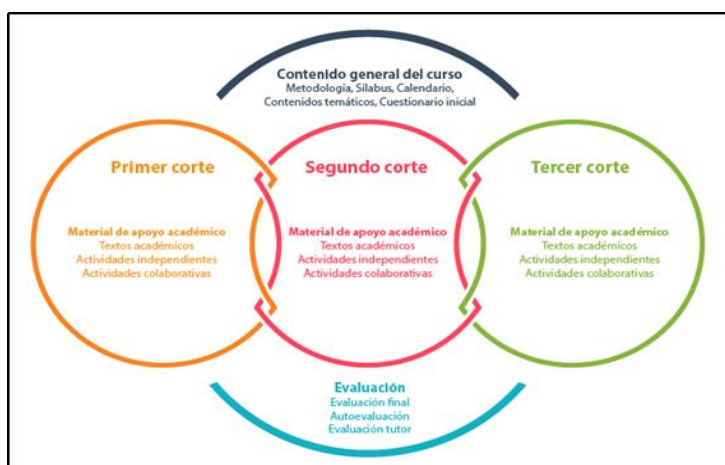 Contenido general del curso
Metodología, Sílabus, Calendario,
Contenidos temáticos, Cuestionario inicial
Primer corte
Material de apoyo académico
Textos académicos
Actividades independientes
Actividades colaborativas
Segundo corte
Material de apoyo académico
Textos académicos
Actividades independientes
Actividades colaborativas
Tercer corte
Material de apoyo académico
Textos académicos
Actividades independientes
Actividades colaborativas
Evaluación
Evaluación final
Autoevaluación
Evaluación tutor